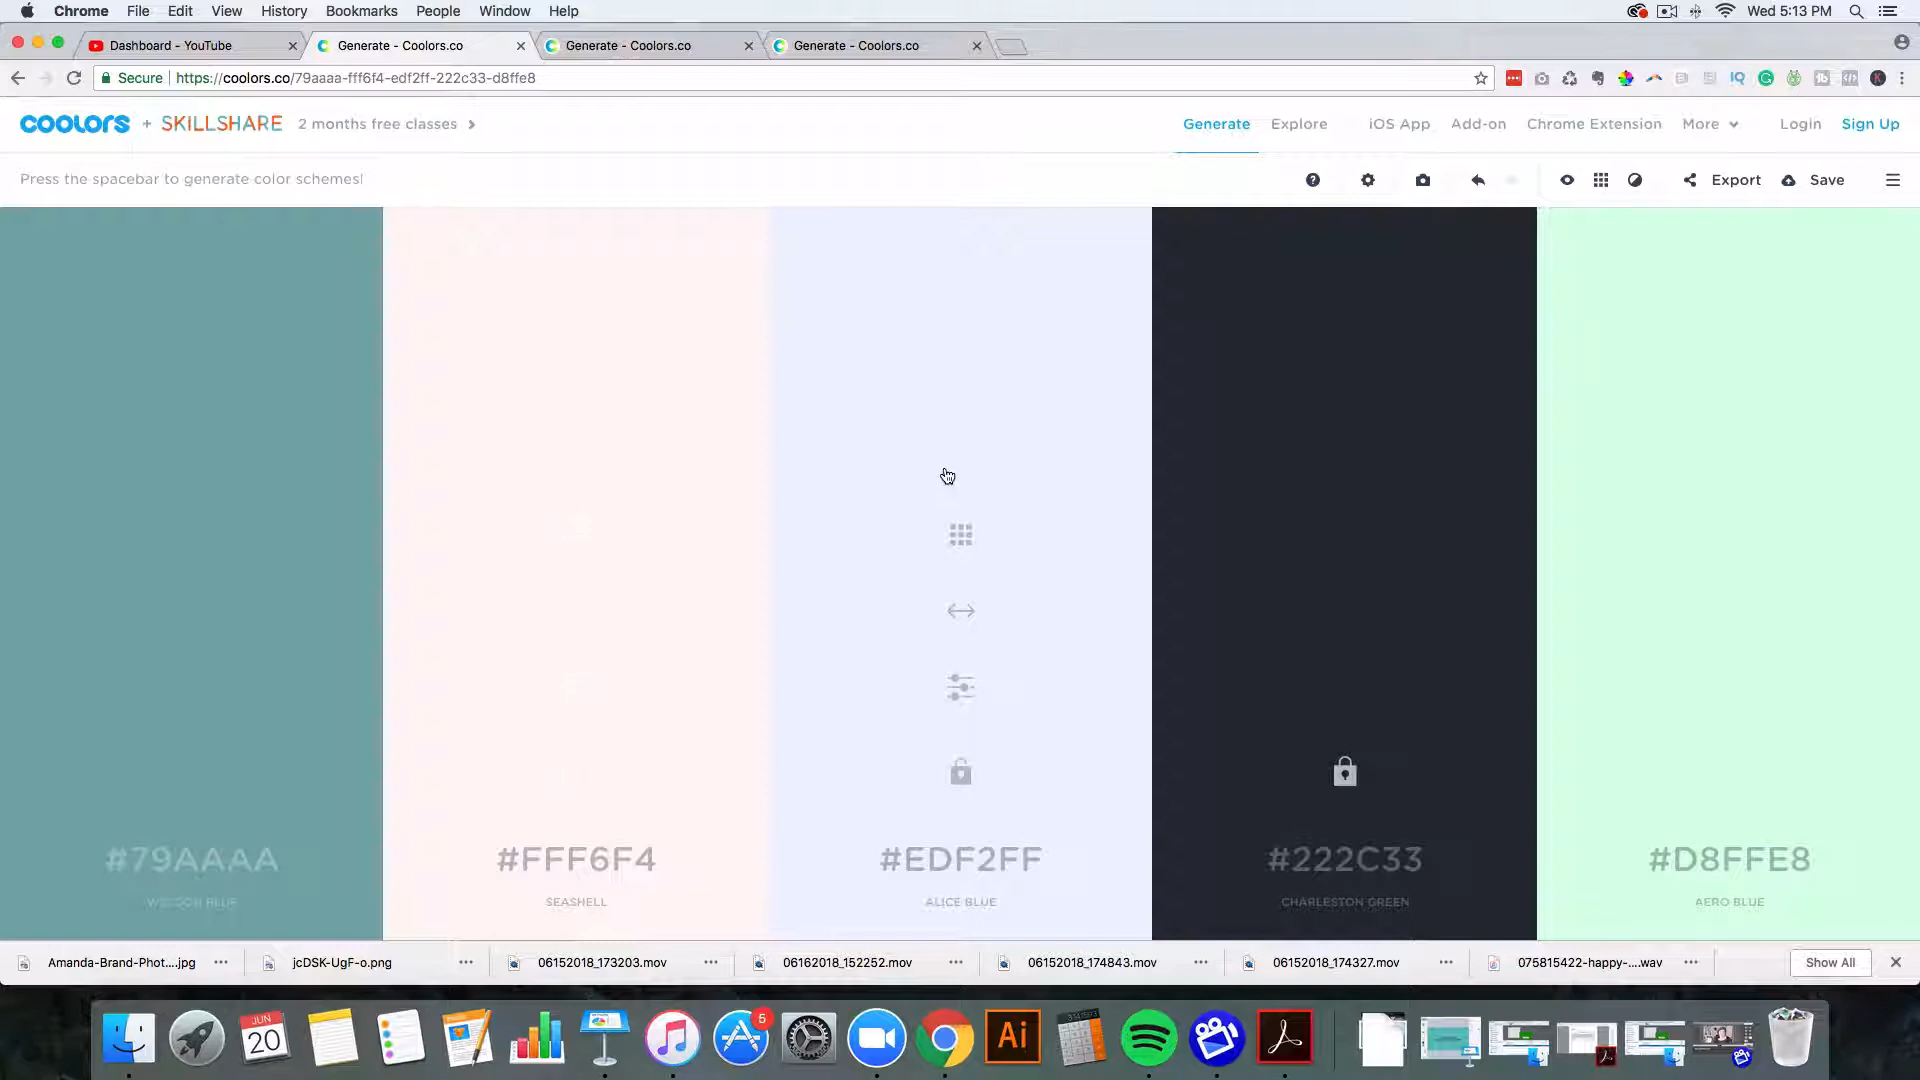 Chrome File Edit View History Bookmarks People Window Help Wed 5:13 PM
Dashboard - YouTube Generate - Coolors.co Generate - Coolors.co Generate - Coolors.co
Secure https://coolors.co/79aaaa-fff6f4-edf2ff-222c33-d8ffe8
COOLORS + SKILLSHARE 2 months free classes Generate Explore iOS App Add-on Chrome Extension More Login Sign Up
Press the spacebar to generate color schemes! Export Save
#79AAAA #FFF6F4 #EDF2FF #222C33 #D8FFE8
SEASHELL ALICE BLUE CHARLESTON GREEN AERO BLUE
Amanda-Brand-Phot....jpg jcDSK-UgF-o.png 06152018_173203.mov 06162018_152252.mov 06152018_174843.mov 06152018_174327.mov 075815422-happy-....wav Show All
JUN 20
5
Ai